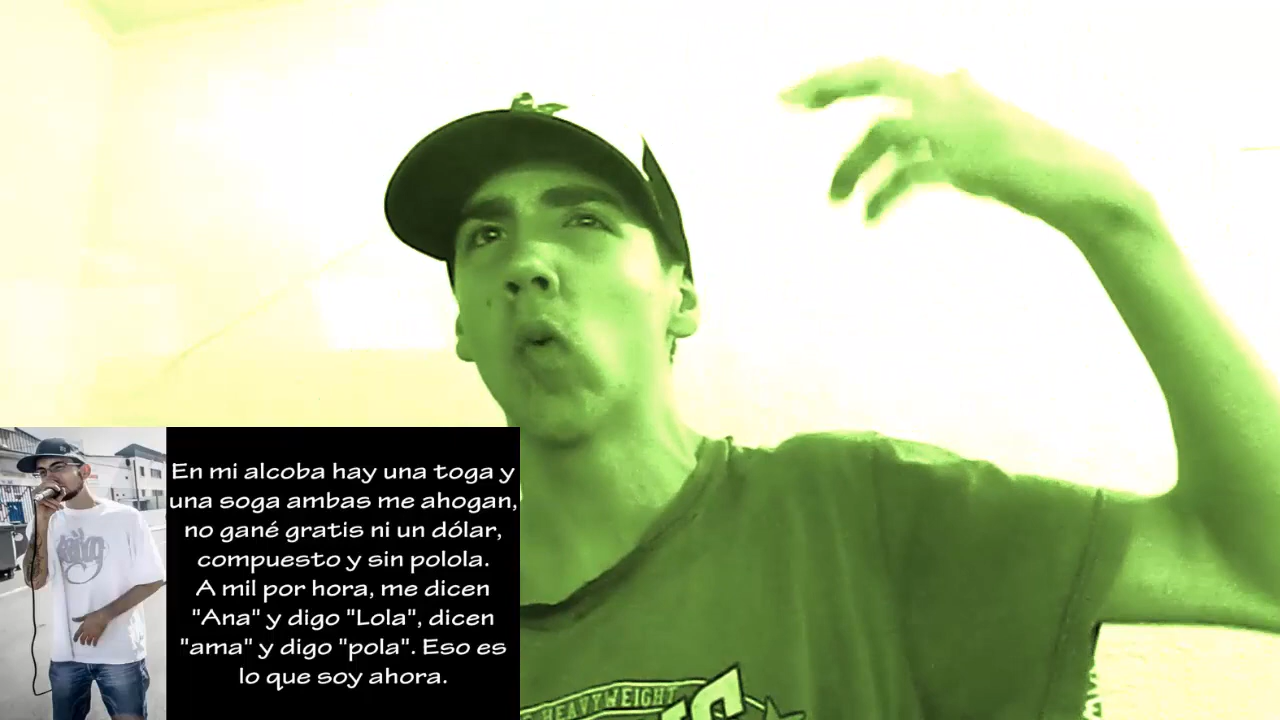 En mi alcoba hay una toga y
una soga ambas me ahogan,
no gané gratis ni un dólar,
compuesto y sin polola.
A mil por hora, me dicen
"Ana" y digo "Lola", dicen
"ama" y digo "pola". Eso es
lo que soy ahora.
HEAVYWEIGHT